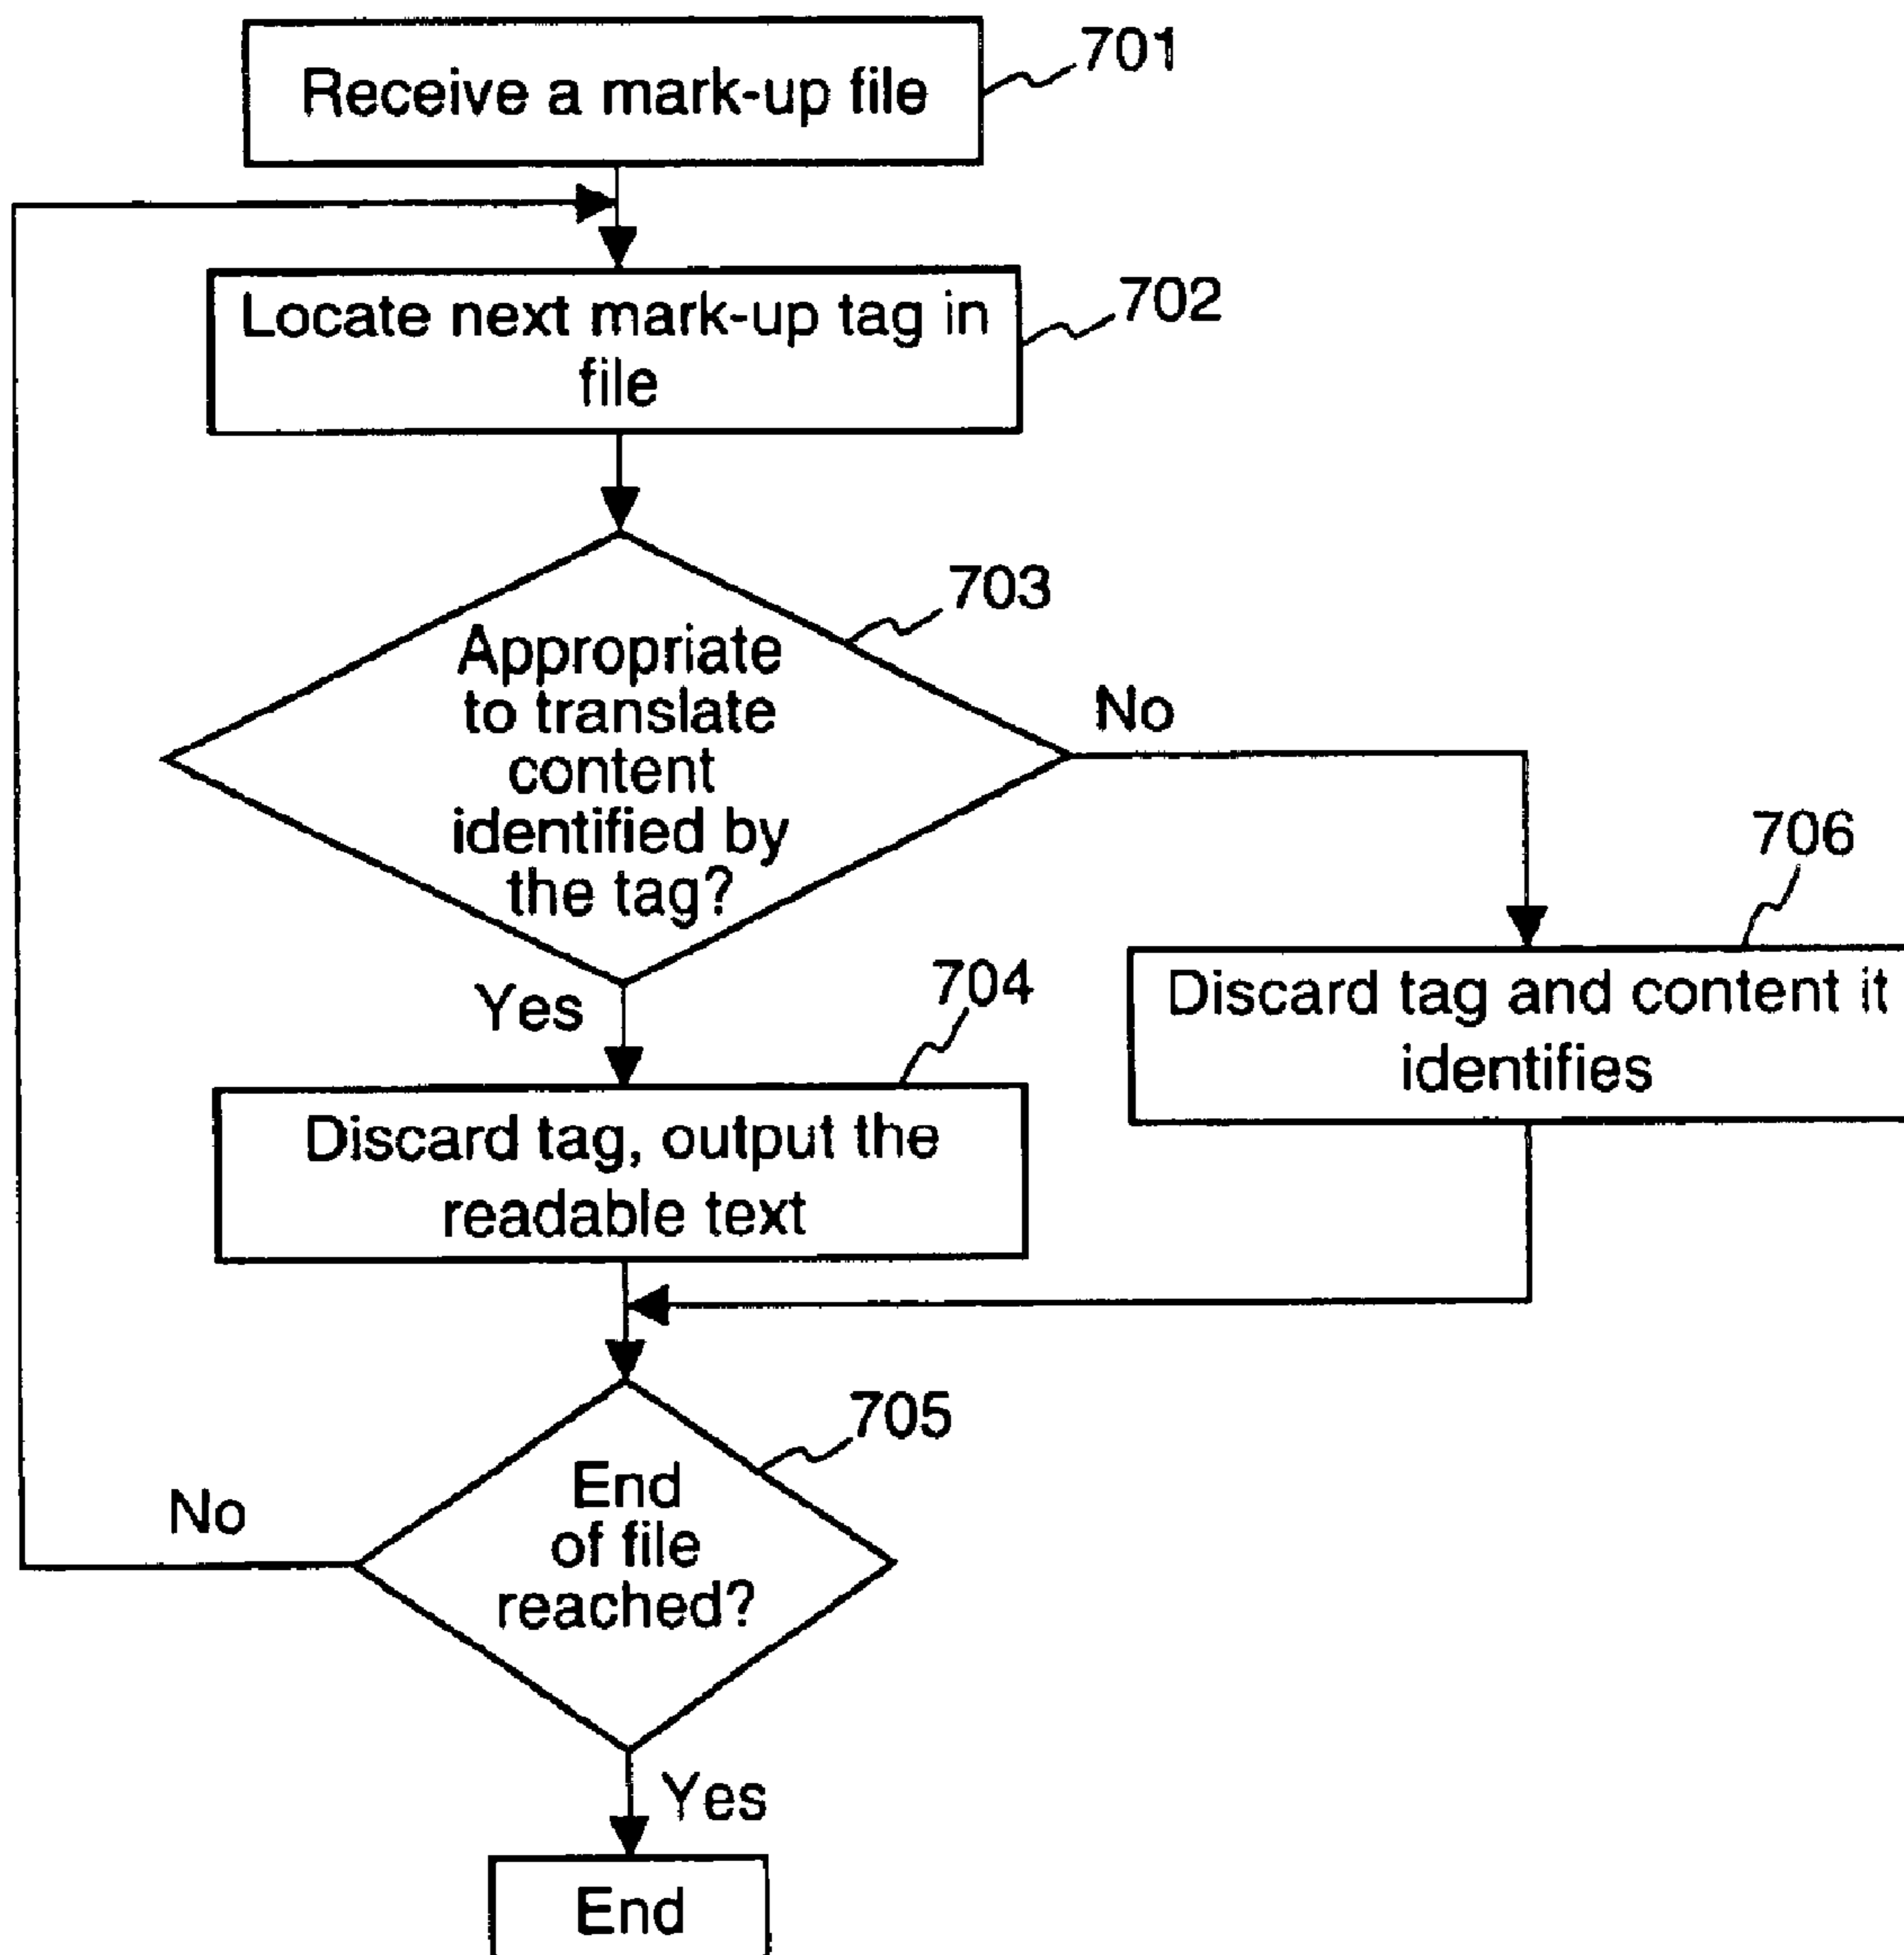 Receive a mark-up file
701
Locate next mark-up tag in
file
702
703
Appropriate
to translate
content
identified by
the tag?
No
706
Yes
704
Discard tag and content it
identifies
Discard tag, output the
readable text
705
End
of file
reached?
No
Yes
End